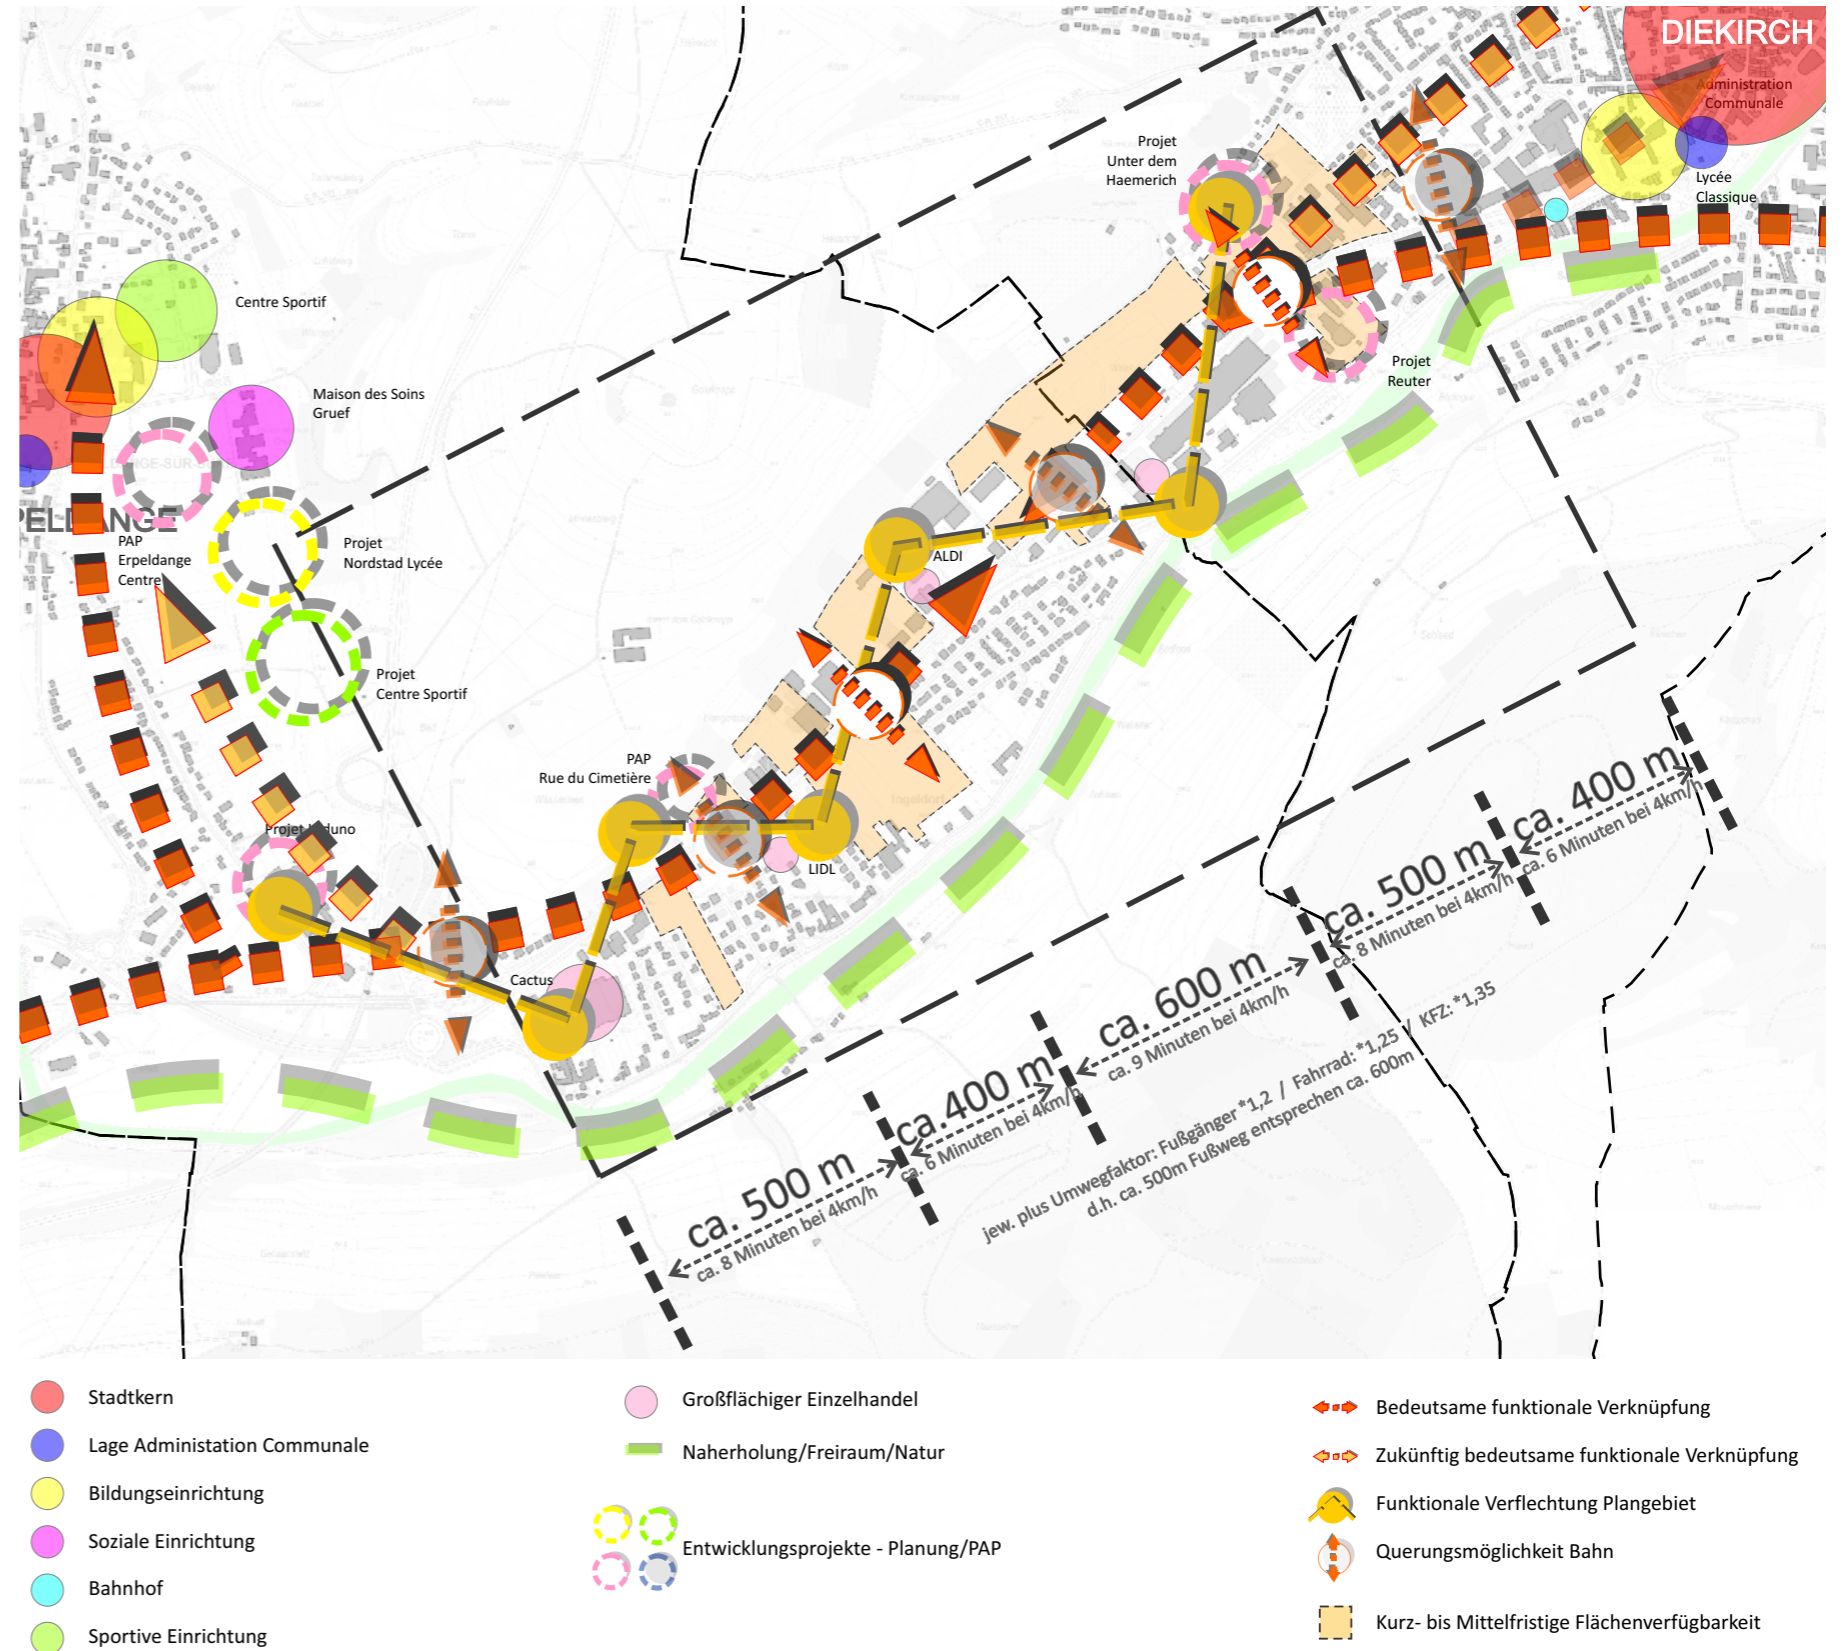 DIEKIRCH
Administration
Communale
Projet
Unter dem
Haemerich
Lycée
Classique
Centre Sportif
Projet
Reuter
Maison des Soins
Gruef
PAP
Erpeldange
Centre
Projet
Nordstad Lycée
ALDI
Projet
Centre Sportif
PAP
Rue du Cimetière
Ingeldorf
LIDL
Cactus
ca. 400 m
ca. 6 Minuten bei 4km/h
ca. 500 m
ca. 8 Minuten bei 4km/h
ca. 600 m
ca. 9 Minuten bei 4km/h
ca.400 m
ca. 6 Minuten bei 4km/h
ca. 500 m
ca. 8 Minuten bei 4km/h
jew. plus Umwegfaktor: Fußgänger *1,2 / Fahrrad: *1,25 / KFZ: *1,35
d.h. ca. 500m Fußweg entsprechen ca. 600m
Stadtkern
Lage Administation Communale
Bildungseinrichtung
Soziale Einrichtung
Bahnhof
Sportive Einrichtung
Großflächiger Einzelhandel
Naherholung/Freiraum/Natur
Entwicklungsprojekte - Planung/PAP
Bedeutsame funktionale Verknüpfung
Zukünftig bedeutsame funktionale Verknüpfung
Funktionale Verflechtung Plangebiet
Querungsmöglichkeit Bahn
Kurz- bis Mittelfristige Flächenverfügbarkeit